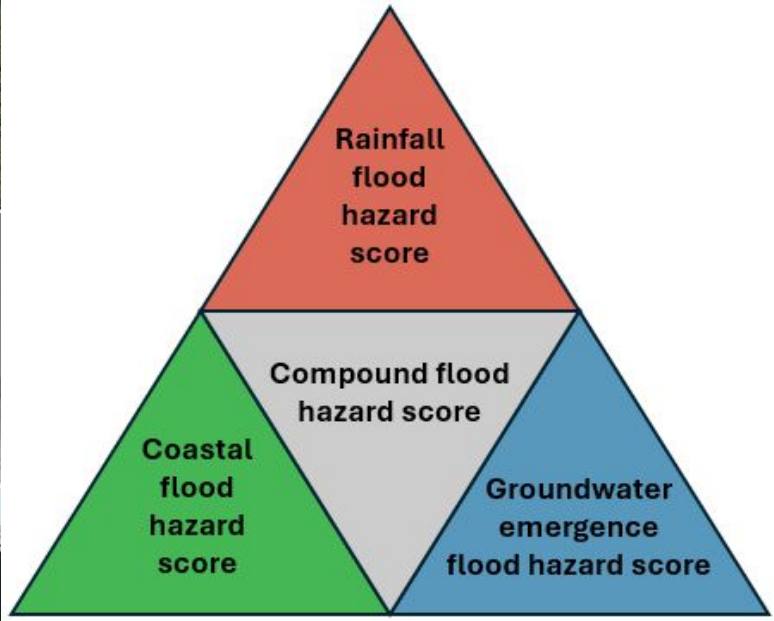 Rainfall
flood
hazard
score
Compound flood
hazard score
Coastal
flood
hazard
score
Groundwater
emergence
flood hazard score